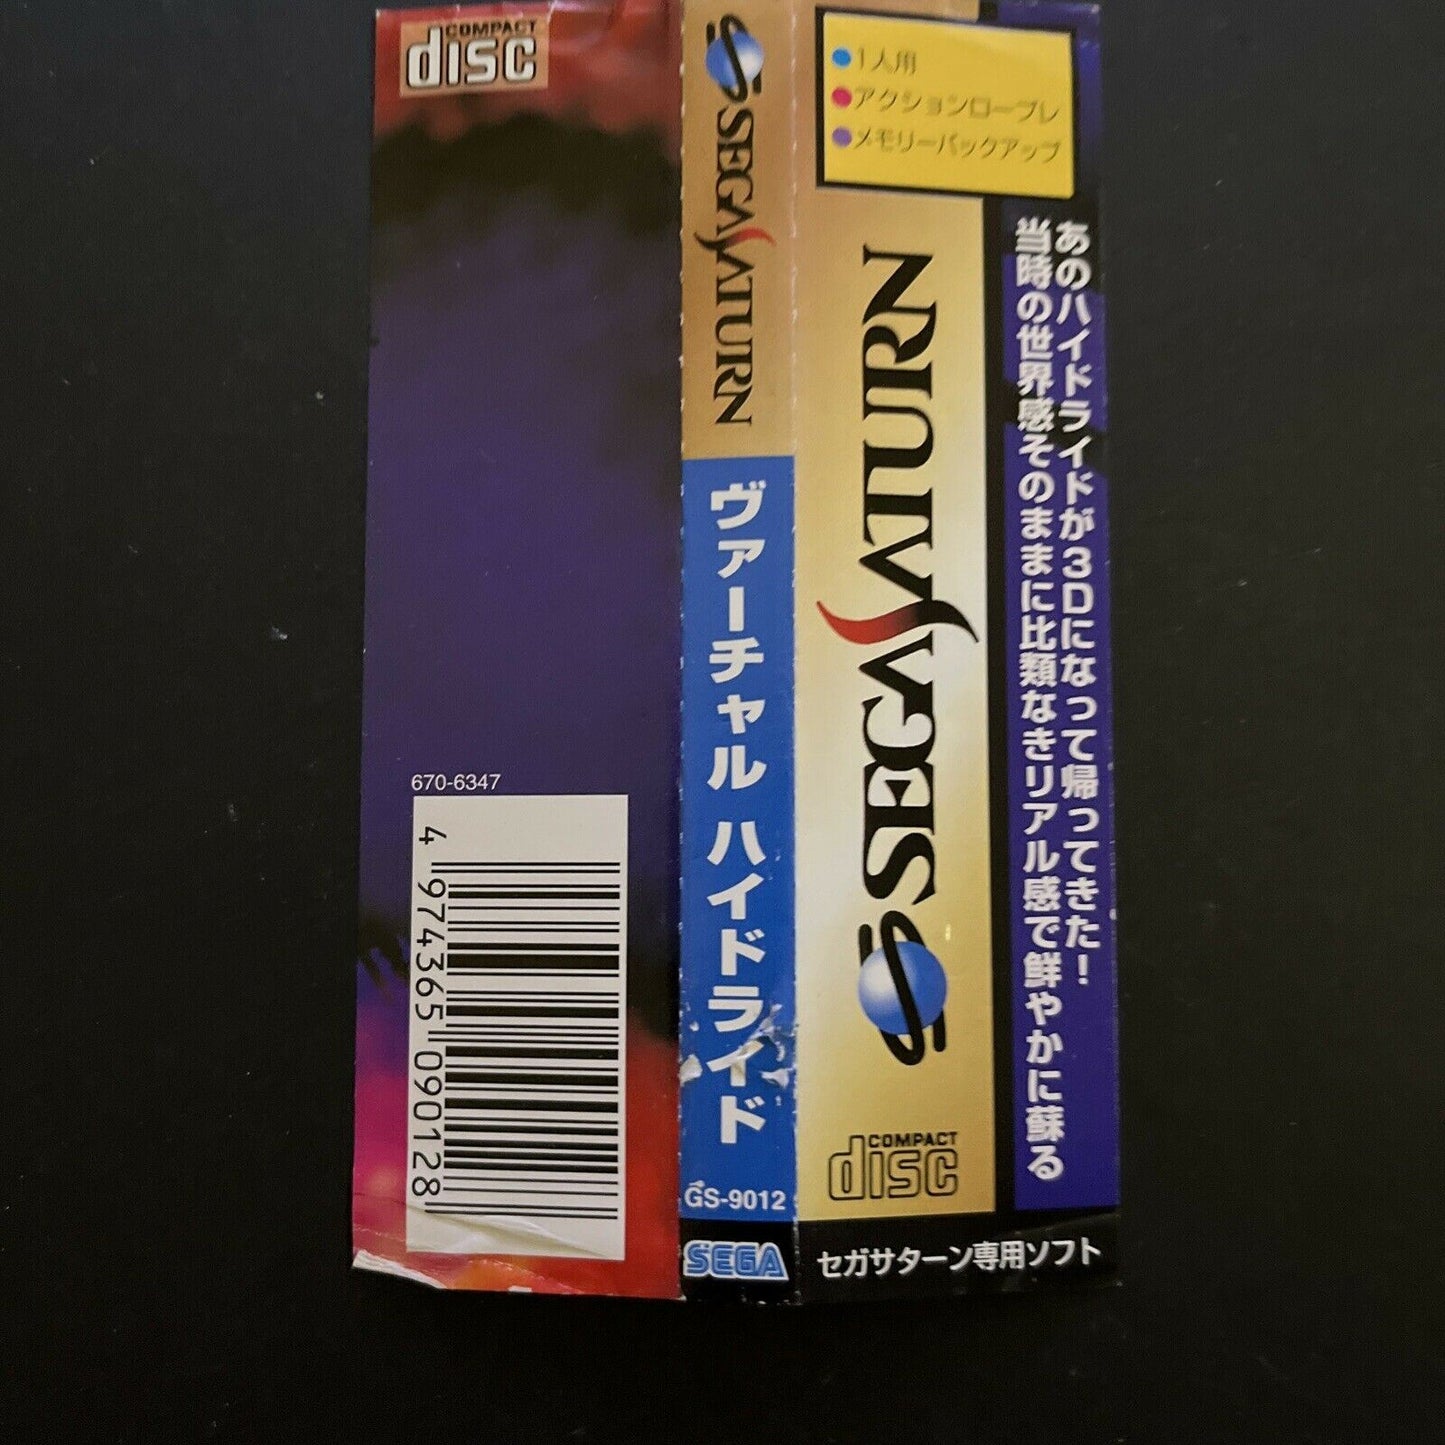 COMPACT
disc
670-6347
4 974365 090128
SEGA SATURN
ヴァーチャル ハイドライド
GS-9012
SEGA
●1人用
●アクションロープレ
●メモリーバックアップ
SEGA SATURN
COMPACT
disc
あのハイドライドが3Dになって帰ってきた!
当時の世界感そのままに比類なきリアル感で鮮やかに蘇る
セガサターン専用ソフト